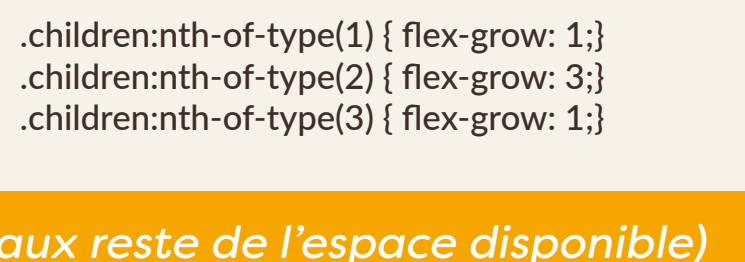 .children:nth-of-type(1) { flex-grow: 1;}
.children:nth-of-type(2) { flex-grow: 3;}
.children:nth-of-type(3) { flex-grow: 1;}
aux reste de l'espace disponible)